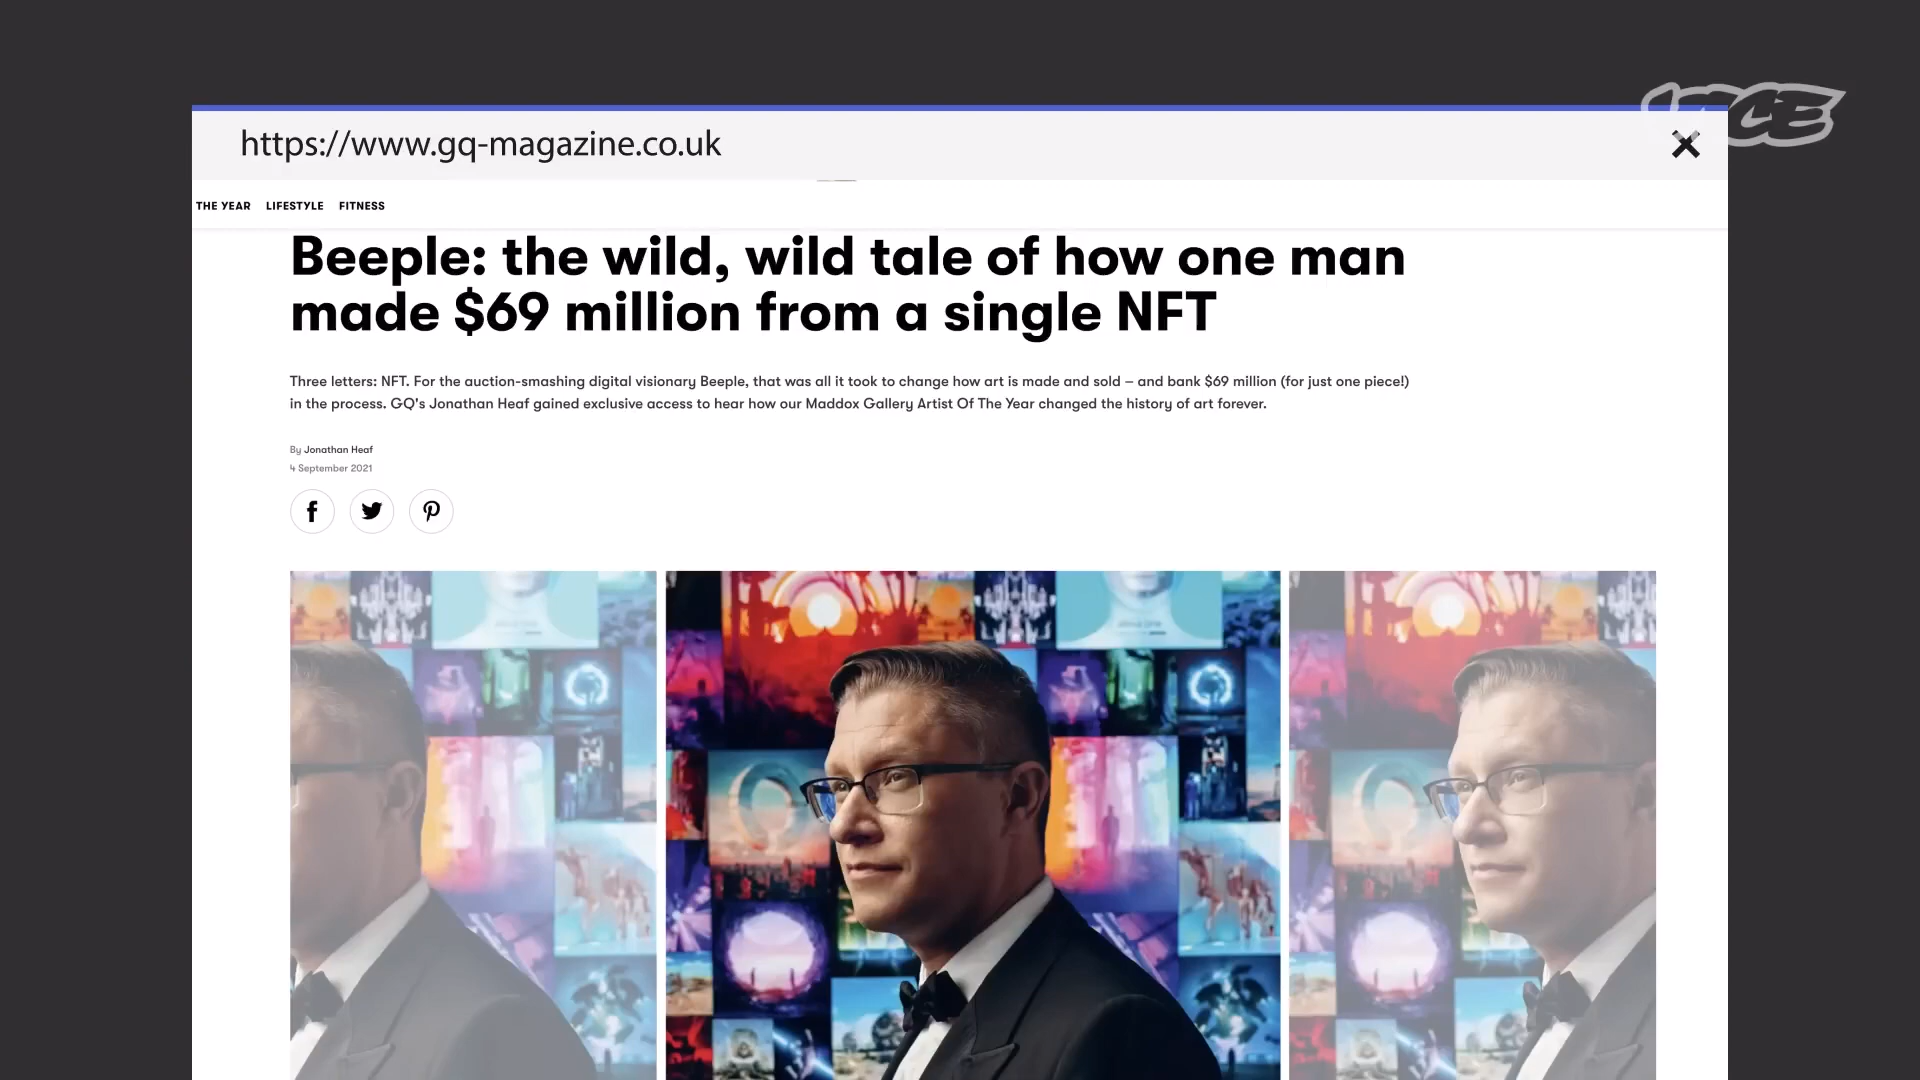 VICE
https://www.gq-magazine.co.uk
THE YEAR LIFESTYLE FITNESS
Beeple: the wild, wild tale of how one man
made $69 million from a single NFT
Three letters: NFT. For the auction-smashing digital visionary Beeple, that was all it took to change how art is made and sold – and bank $69 million (for just one piece!)
in the process. GQ's Jonathan Heaf gained exclusive access to hear how our Maddox Gallery Artist Of The Year changed the history of art forever.
By Jonathan Heaf
4 September 2021